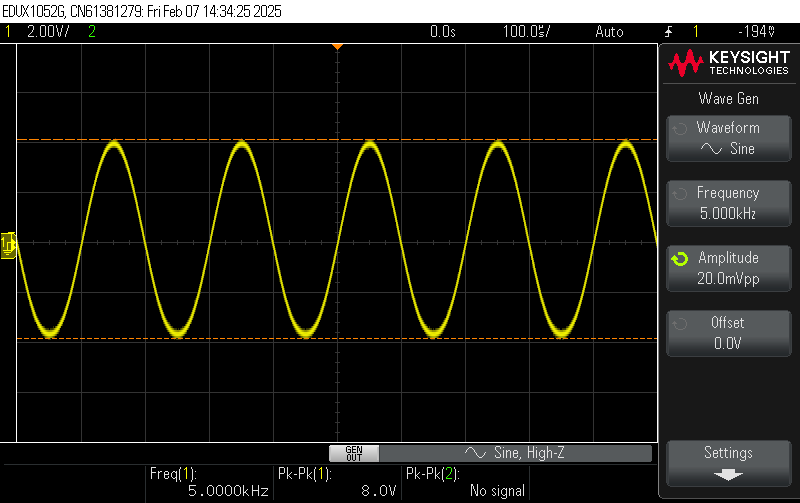 EDUX1052G, CN61381279: Fri Feb 07 14:34:25 2025
1 2.00V/ 2 0.0s 100.0us/ Auto 1 -194mV
KEYSIGHT
TECHNOLOGIES
Wave Gen
Waveform
Sine
Frequency
5.000kHz
Amplitude
20.0mVpp
Offset
0.0V
1
GEN
OUT
Sine, High-Z
Settings
Freq(1): Pk-Pk(1): Pk-Pk(2):
5.0000kHz 8.0V No signal